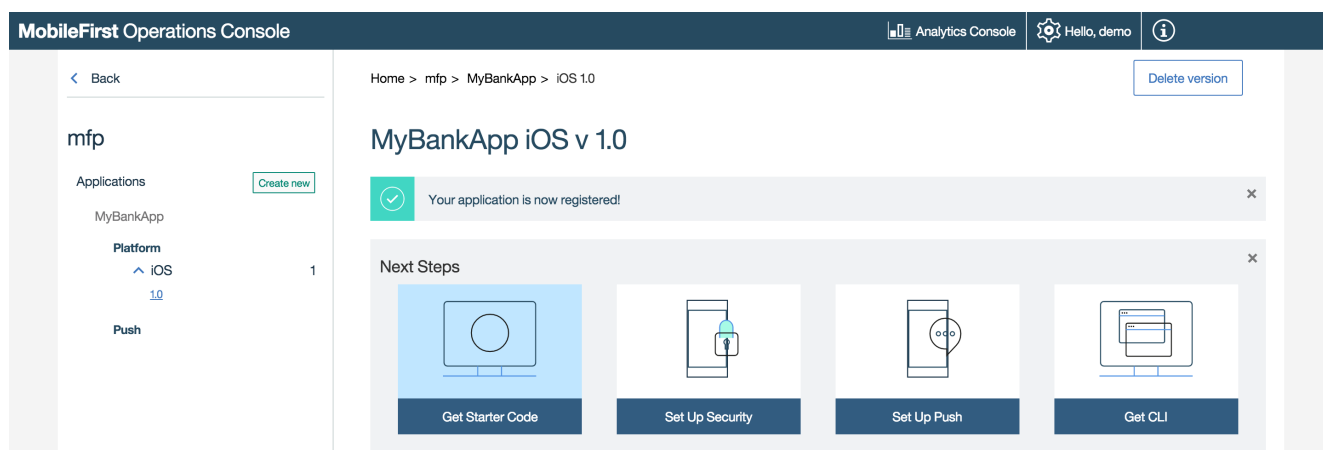 MobileFirst Operations Console
Analytics Console
Hello, demo
Back
Home > mfp > MyBankApp > iOS 1.0
Delete version
mfp
MyBankApp iOS v 1.0
Applications
Create new
Your application is now registered!
MyBankApp
Platform
iOS 1
1.0
Push
Next Steps
Get Starter Code
Set Up Security
Set Up Push
Get CLI